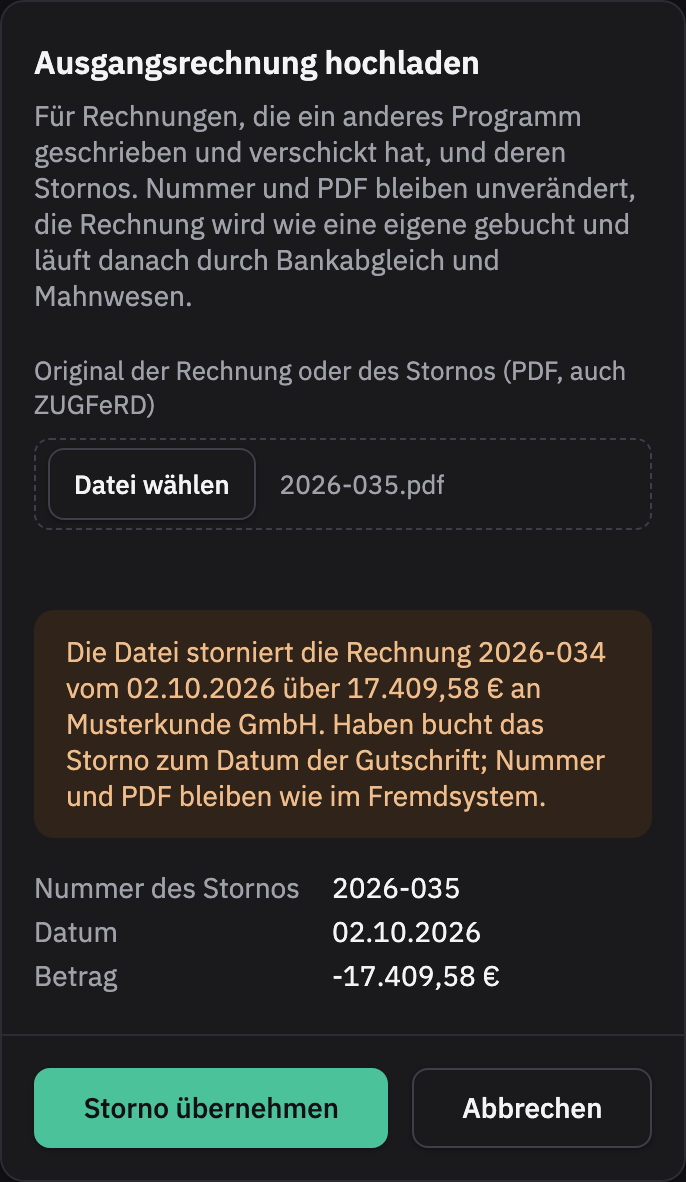 Ausgangsrechnung hochladen
Für Rechnungen, die ein anderes Programm
geschrieben und verschickt hat, und deren
Stornos. Nummer und PDF bleiben unverändert,
die Rechnung wird wie eine eigene gebucht und
läuft danach durch Bankabgleich und
Mahnwesen.
Original der Rechnung oder des Stornos (PDF, auch
ZUGFeRD)
Datei wählen 2026-035.pdf
Die Datei storniert die Rechnung 2026-034
vom 02.10.2026 über 17.409,58 € an
Musterkunde GmbH. Haben bucht das
Storno zum Datum der Gutschrift; Nummer
und PDF bleiben wie im Fremdsystem.
Nummer des Stornos 2026-035
Datum 02.10.2026
Betrag -17.409,58 €
Storno übernehmen Abbrechen